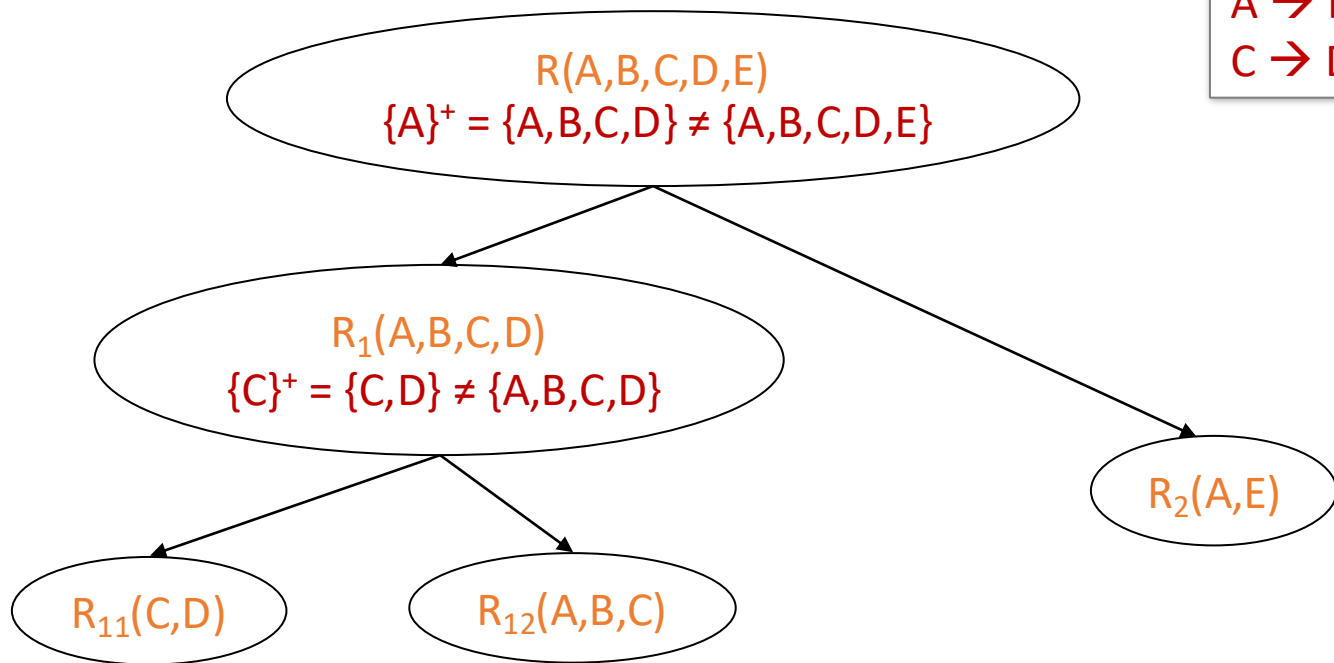 A →
C →
R(A,B,C,D,E)
{A}⁺ = {A,B,C,D} ≠ {A,B,C,D,E}
R₁(A,B,C,D)
{C}⁺ = {C,D} ≠ {A,B,C,D}
R₂(A,E)
R₁₁(C,D)
R₁₂(A,B,C)